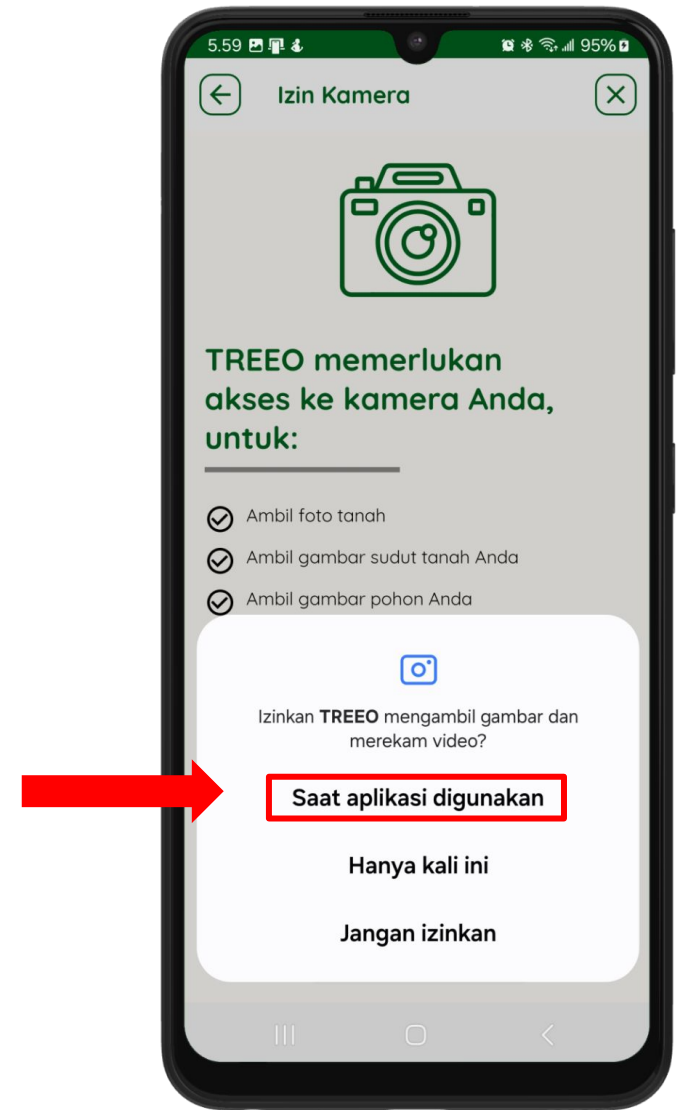 5.59 95%
Izin Kamera
TREEO memerlukan
akses ke kamera Anda,
untuk:
Ambil foto tanah
Ambil gambar sudut tanah Anda
Ambil gambar pohon Anda
Izinkan TREEO mengambil gambar dan
merekam video?
Saat aplikasi digunakan
Hanya kali ini
Jangan izinkan